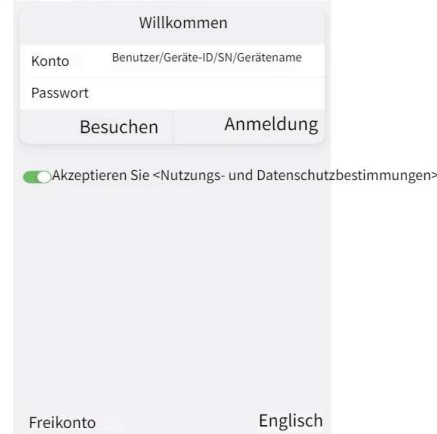 Willkommen
Konto Benutzer/Geräte-ID/SN/Gerätename
Passwort
Besuchen Anmeldung
Akzeptieren Sie <Nutzungs- und Datenschutzbestimmungen>
Freikonto Englisch